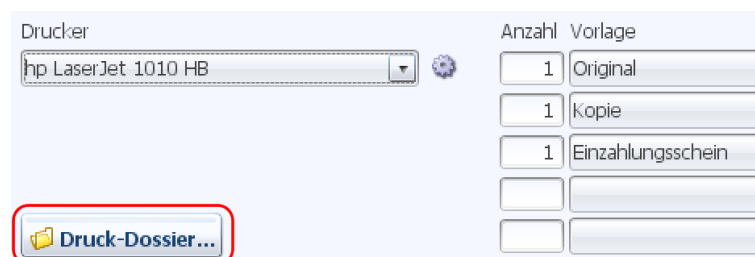 Drucker
Anzahl Vorlage
hp LaserJet 1010 HB
1 Original
1 Kopie
1 Einzahlungsschein
Druck-Dossier...